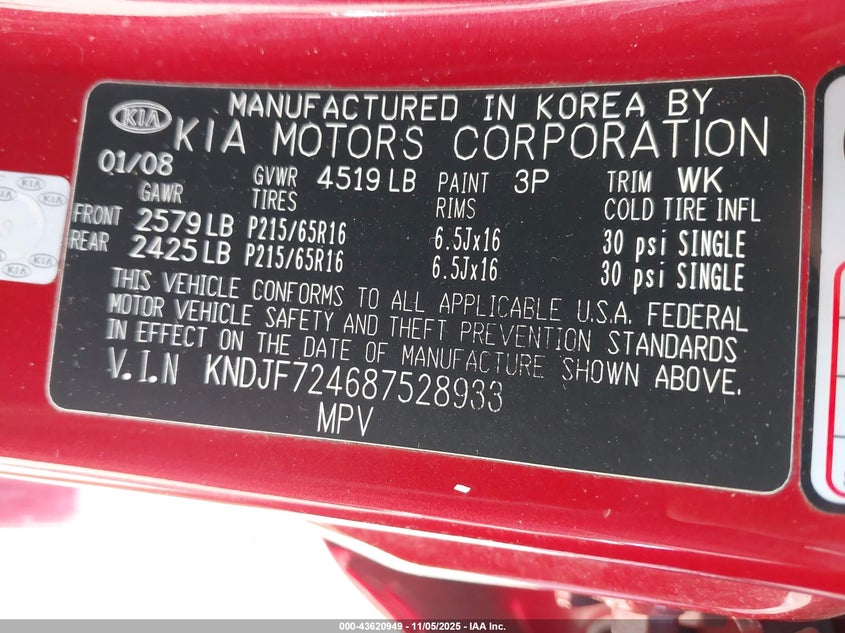 KIA
MANUFACTURED IN KOREA BY
KIA MOTORS CORPORATION
01/08 GVWR 4519 LB PAINT 3P TRIM WK
GAWR TIRES RIMS COLD TIRE INFL
FRONT 2579 LB P215/65R16 6.5Jx16 30 psi SINGLE
REAR 2425 LB P215/65R16 6.5Jx16 30 psi SINGLE
THIS VEHICLE CONFORMS TO ALL APPLICABLE U.S.A. FEDERAL
MOTOR VEHICLE SAFETY AND THEFT PREVENTION STANDARDS
IN EFFECT ON THE DATE OF MANUFACTURE SHOWN ABOVE.
V.I.N KNDJF724687528933
MPV
KIA
KIA
KIA
000-43620949 - 11/05/2025 - IAA Inc.